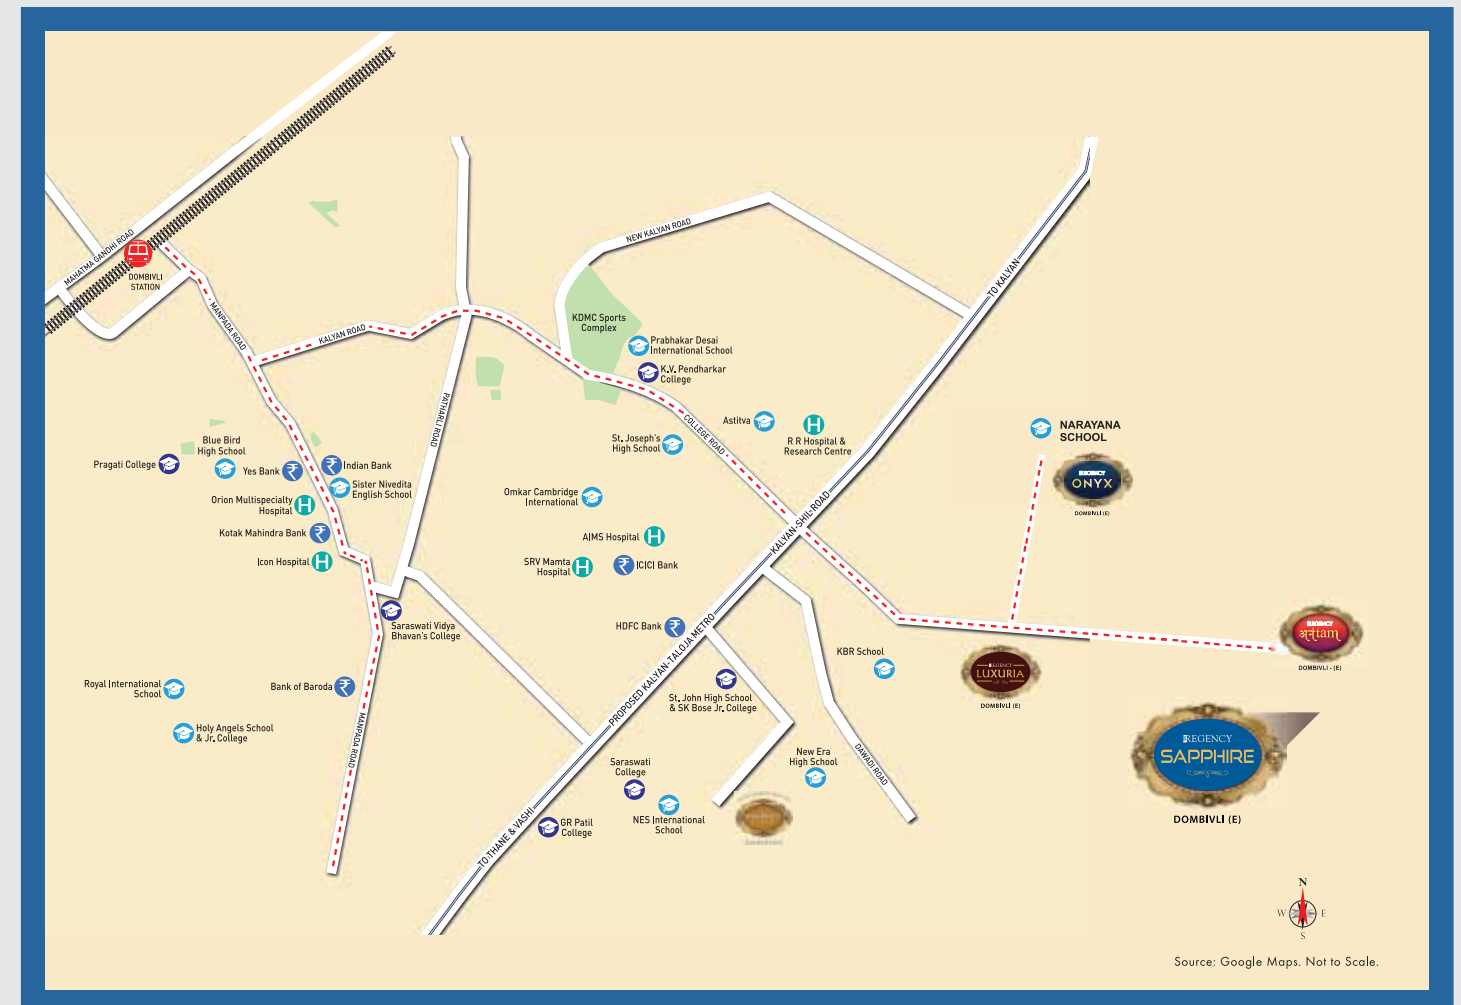 NEW KALYAN ROAD
MAHATMA GANDHI ROAD
DOMBIVLI
STATION
TO KALYAN
MANPADA ROAD
KALYAN ROAD
KDMC Sports
Complex
Prabhakar Desai
International School
K.V. Pendharkar
College
PATHARLI ROAD
COLLEGE ROAD
Astitva
R R Hospital &
Research Centre
St. Joseph's
High School
NARAYANA
SCHOOL
REGENCY
ONYX
DOMBIVLI (E)
Blue Bird
High School
Pragati College
Yes Bank
Indian Bank
Sister Nivedita
English School
Orion Multispecialty
Hospital
Kotak Mahindra Bank
Icon Hospital
Omkar Cambridge
International
AIMS Hospital
SRV Mamta
Hospital
ICICI Bank
KALYAN-SHIL-ROAD
Saraswati Vidya
Bhavan's College
HDFC Bank
PROPOSED KALYAN-TALOJA METRO
KBR School
REGENCY
LUXURIA
DOMBIVLI (E)
REGENCY
अनंtam
DOMBIVLI - (E)
Royal International
School
Bank of Baroda
St. John High School
& SK Bose Jr. College
Holy Angels School
& Jr. College
MANPADA ROAD
REGENCY
SAPPHIRE
DOMBIVLI (E)
New Era
High School
DAWADI ROAD
Saraswati
College
NES International
School
GR Patil
College
TO THANE & VASHI
N
W
E
S
Source: Google Maps. Not to Scale.